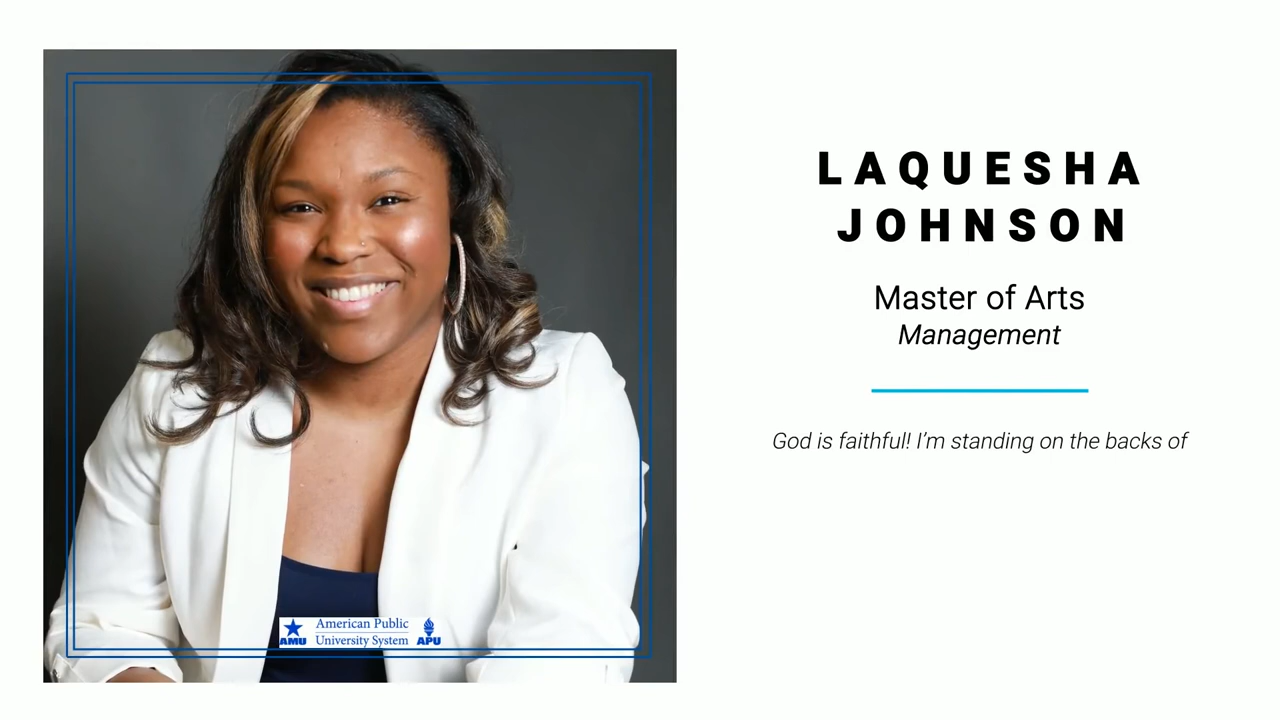 LAQUESHA
JOHNSON
Master of Arts
Management
God is faithful! I'm standing on the backs of
AMU
American Public
University System
APU